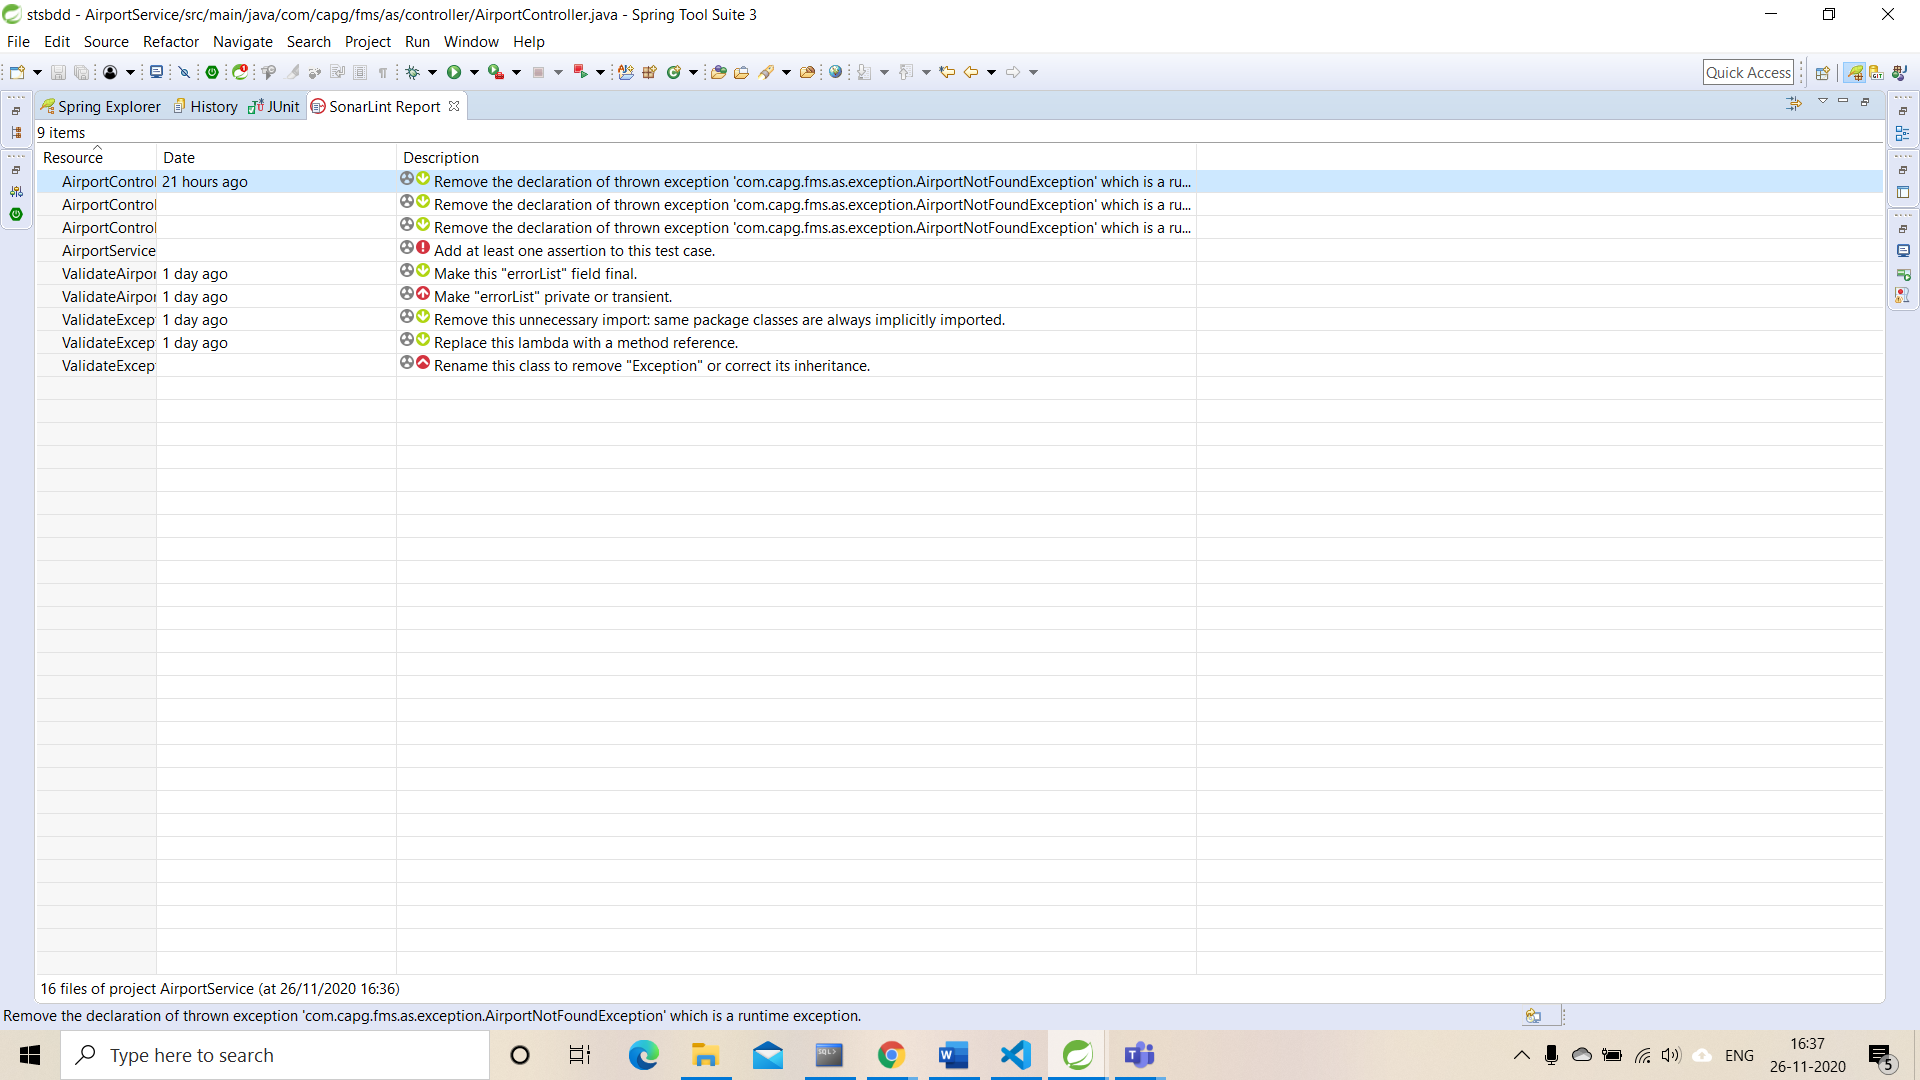 stsbdd - AirportService/src/main/java/com/capg/fms/as/controller/AirportController.java - Spring Tool Suite 3
File Edit Source Refactor Navigate Search Project Run Window Help
Quick Access
Spring Explorer History JUnit SonarLint Report
9 items
Resource Date Description
AirportControl 21 hours ago Remove the declaration of thrown exception 'com.capg.fms.as.exception.AirportNotFoundException' which is a ru...
AirportControl Remove the declaration of thrown exception 'com.capg.fms.as.exception.AirportNotFoundException' which is a ru...
AirportControl Remove the declaration of thrown exception 'com.capg.fms.as.exception.AirportNotFoundException' which is a ru...
AirportService Add at least one assertion to this test case.
ValidateAirpor 1 day ago Make this "errorList" field final.
ValidateAirpor 1 day ago Make "errorList" private or transient.
ValidateExcep 1 day ago Remove this unnecessary import: same package classes are always implicitly imported.
ValidateExcep 1 day ago Replace this lambda with a method reference.
ValidateExcep Rename this class to remove "Exception" or correct its inheritance.
16 files of project AirportService (at 26/11/2020 16:36)
Remove the declaration of thrown exception 'com.capg.fms.as.exception.AirportNotFoundException' which is a runtime exception.
Type here to search
ENG
16:37
26-11-2020
5